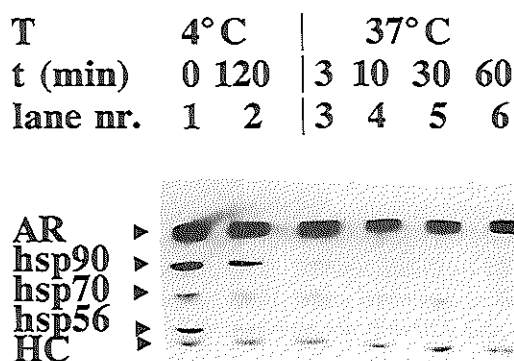 T 4°C | 37°C
t (min) 0 120 | 3 10 30 60
lane nr. 1 2 | 3 4 5 6
AR ►
hsp90 ►
hsp70 ►
hsp56 ►
HC ►